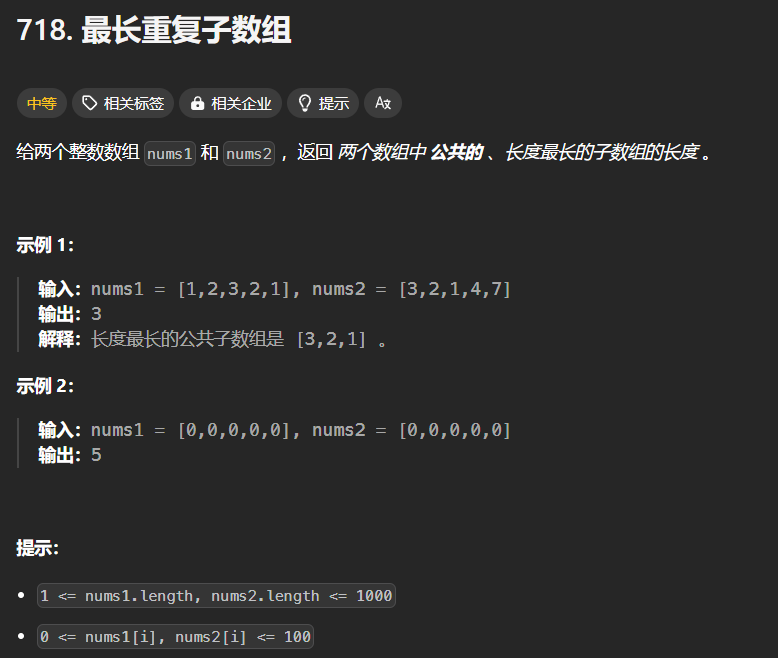 718. 最长重复子数组
中等 相关标签 相关企业 提示 Ax
给两个整数数组 nums1 和 nums2 ，返回 两个数组中 公共的 、长度最长的子数组的长度 。
示例 1：
输入：nums1 = [1,2,3,2,1], nums2 = [3,2,1,4,7]
输出：3
解释：长度最长的公共子数组是 [3,2,1] 。
示例 2：
输入：nums1 = [0,0,0,0,0], nums2 = [0,0,0,0,0]
输出：5
提示：
• 1 <= nums1.length, nums2.length <= 1000
• 0 <= nums1[i], nums2[i] <= 100